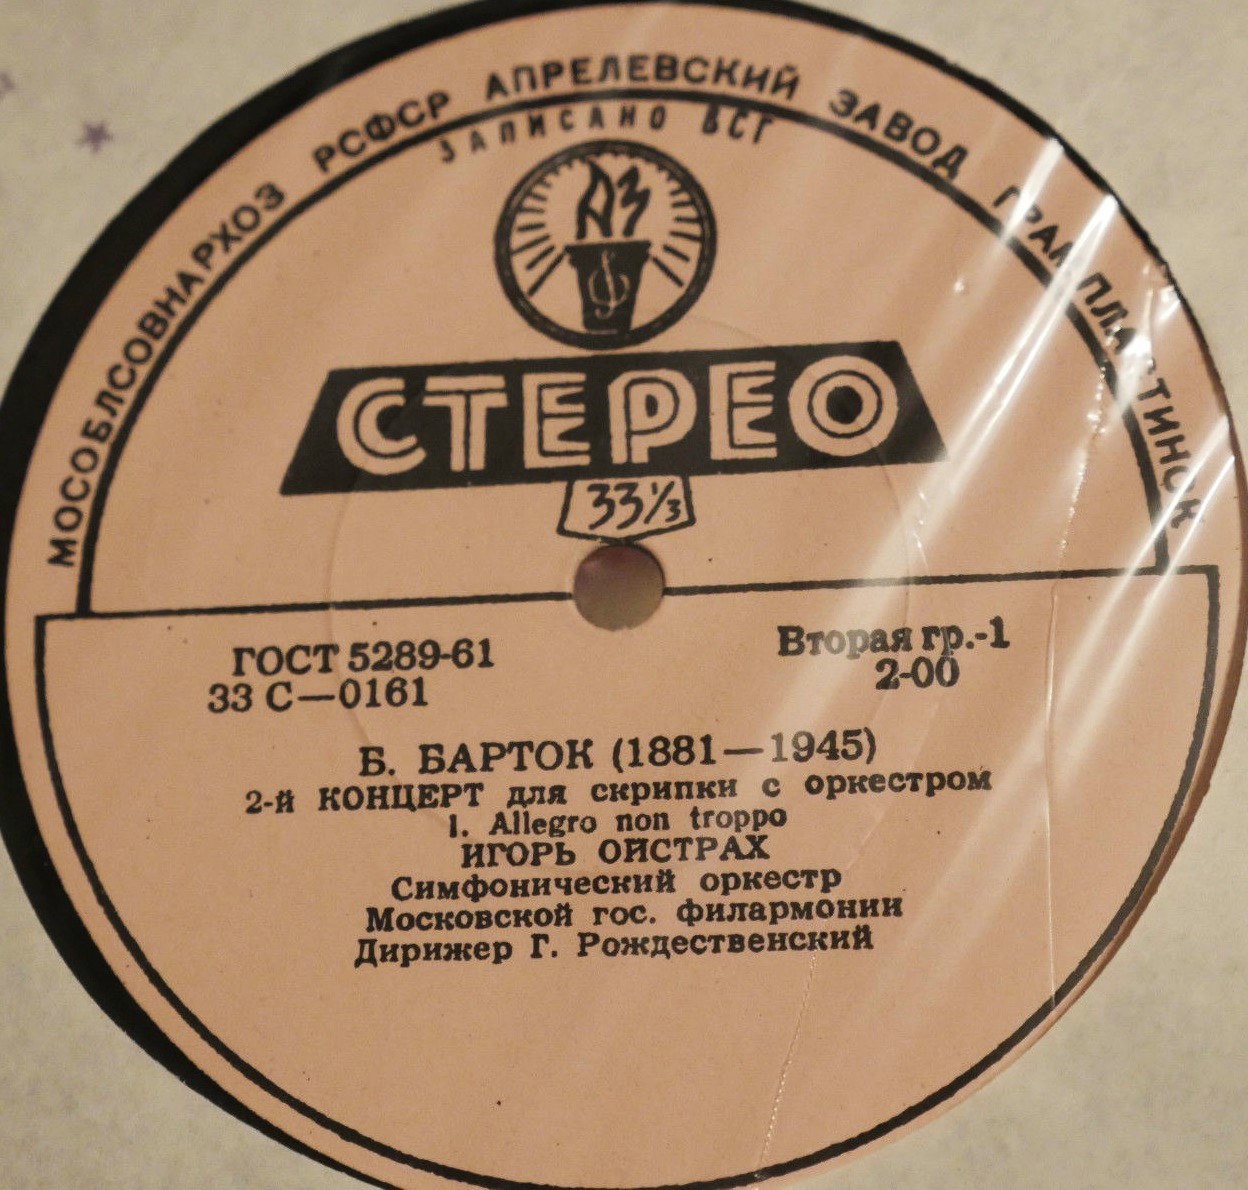 МОСОБЛСОВНАРХОЗ РСФСР АПРЕЛЕВСКИЙ ЗАВОД ГРАМПЛАСТИНОК
ЗАПИСАНО ВСГ
АЗ
СТЕРЕО
33⅓
ГОСТ 5289-61
33 С—0161
Вторая гр.-1
2-00
Б. БАРТОК (1881—1945)
2-й КОНЦЕРТ для скрипки с оркестром
1. Allegro non troppo
ИГОРЬ ОЙСТРАХ
Симфонический оркестр
Московской гос. филармонии
Дирижер Г. Рождественский